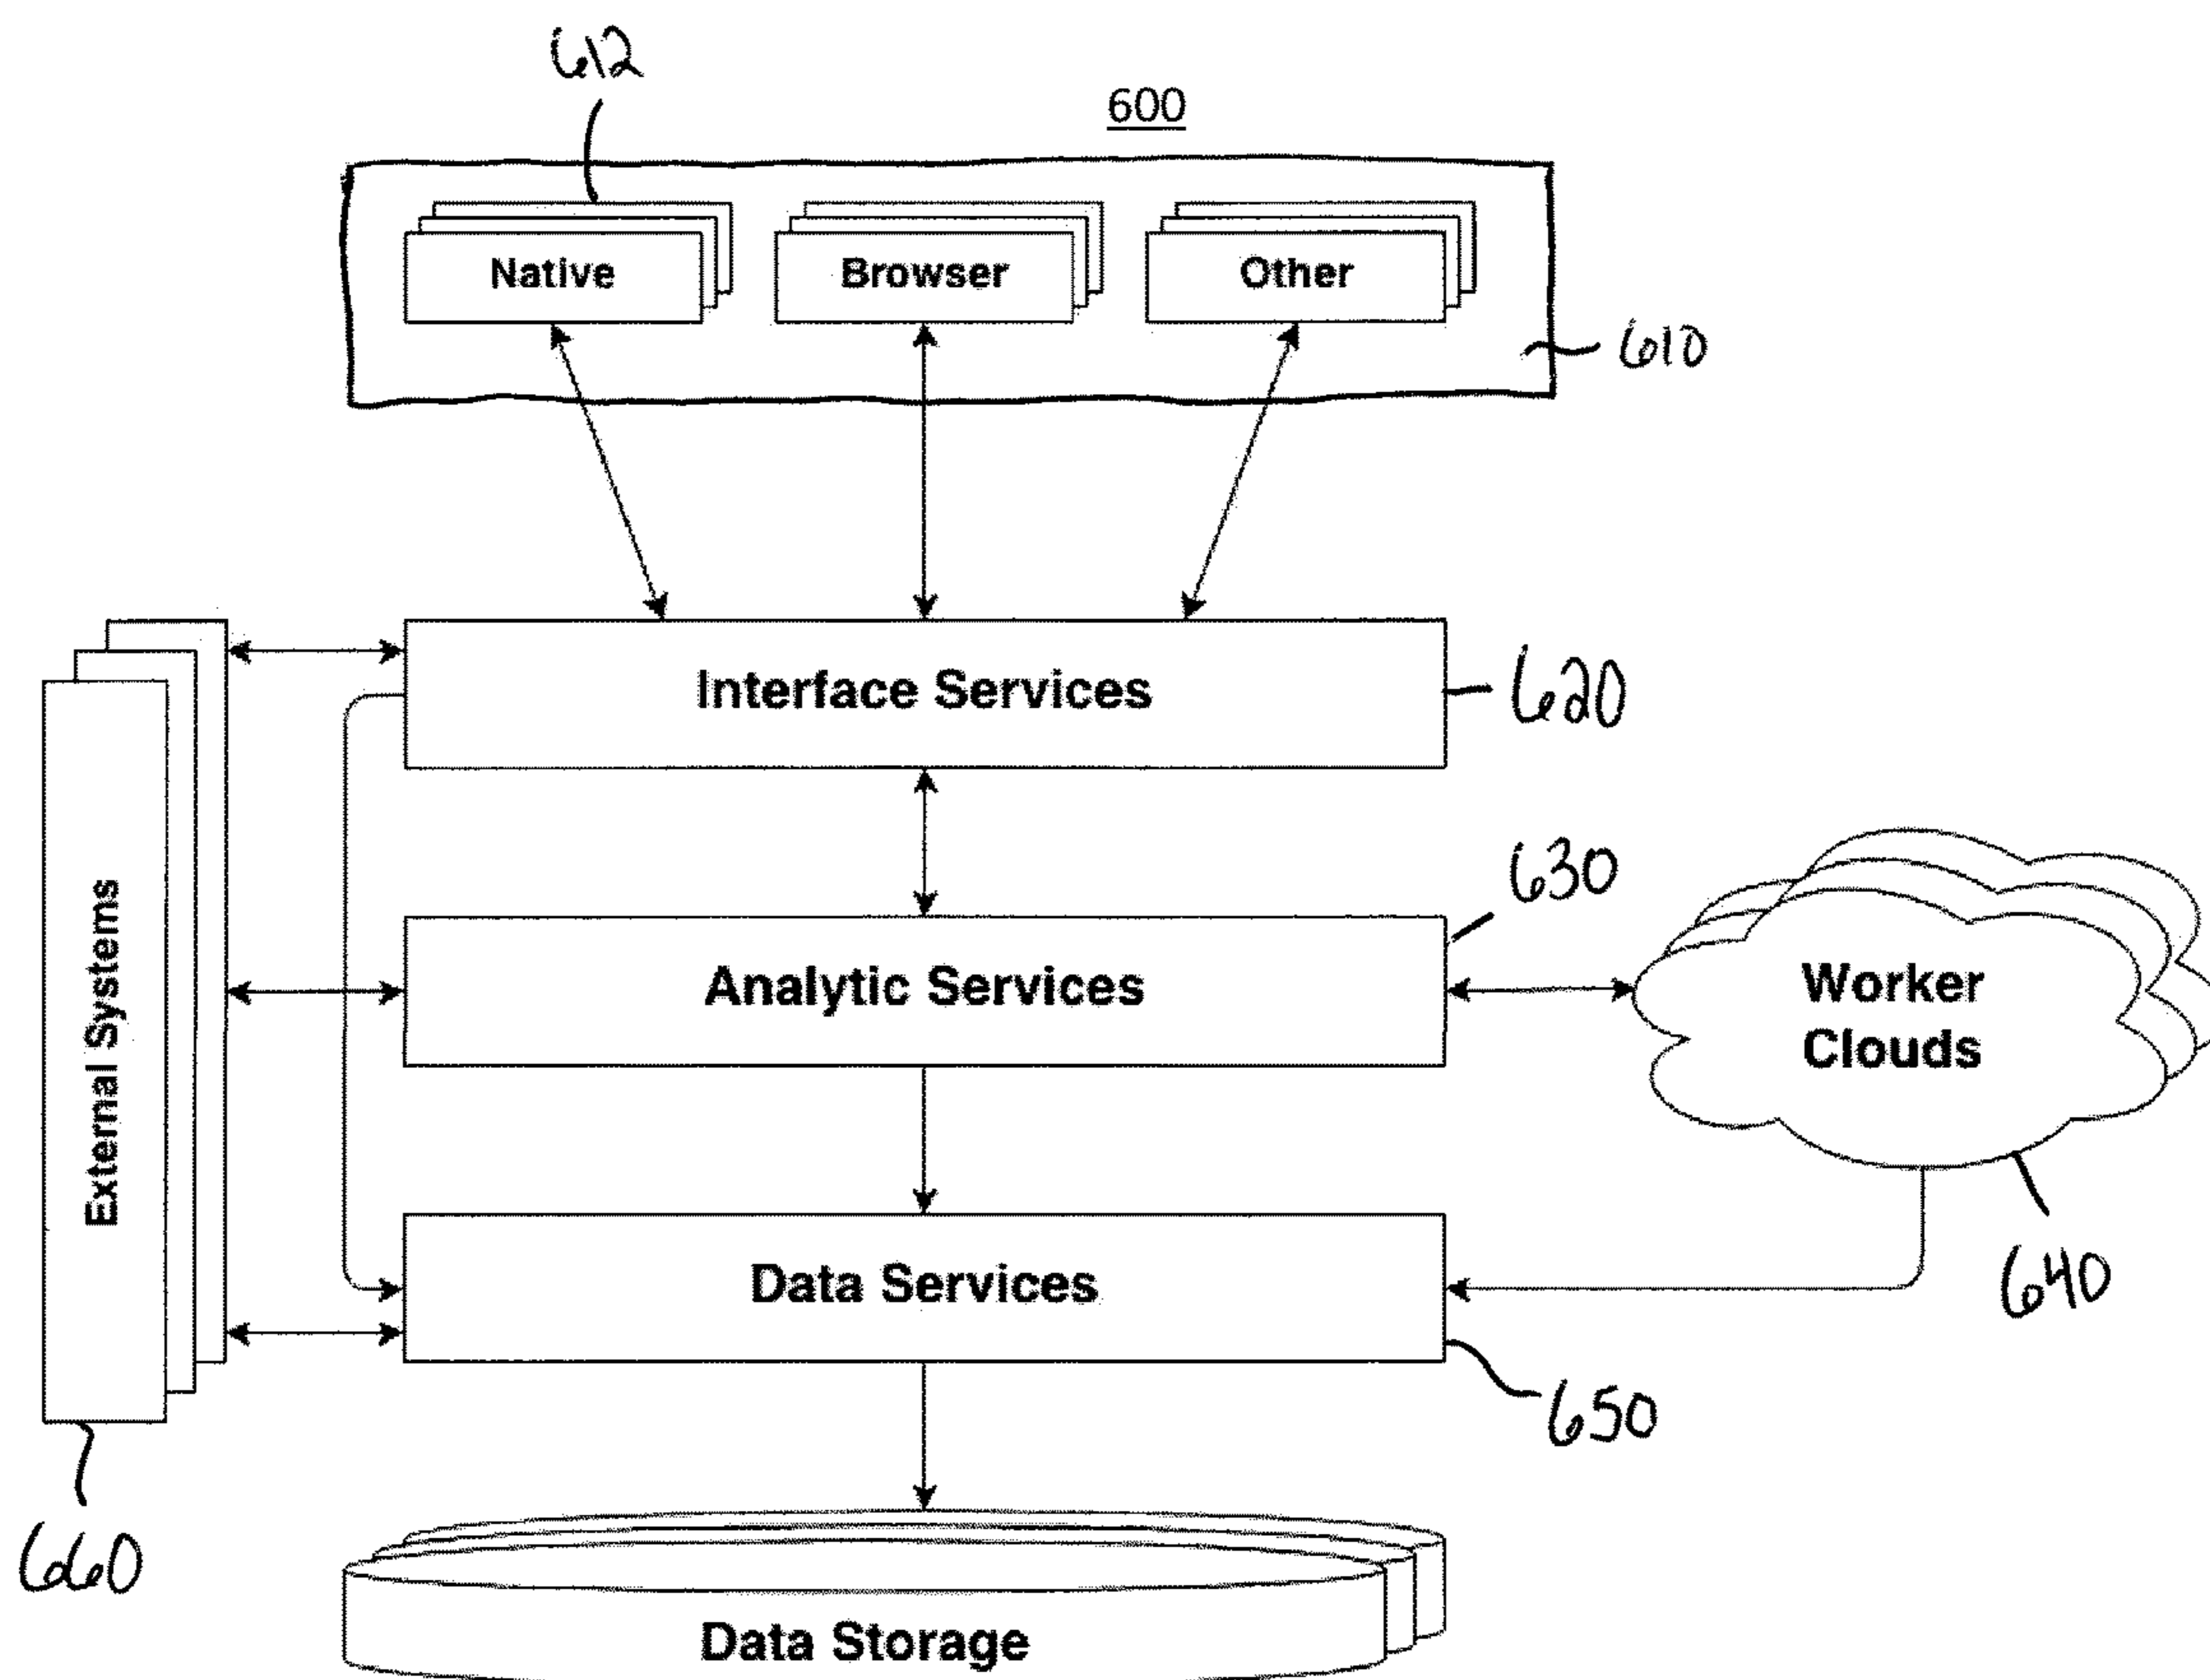 612
600
Native
Browser
Other
610
Interface Services
620
630
Analytic Services
Worker
Clouds
External Systems
Data Services
640
650
660
Data Storage